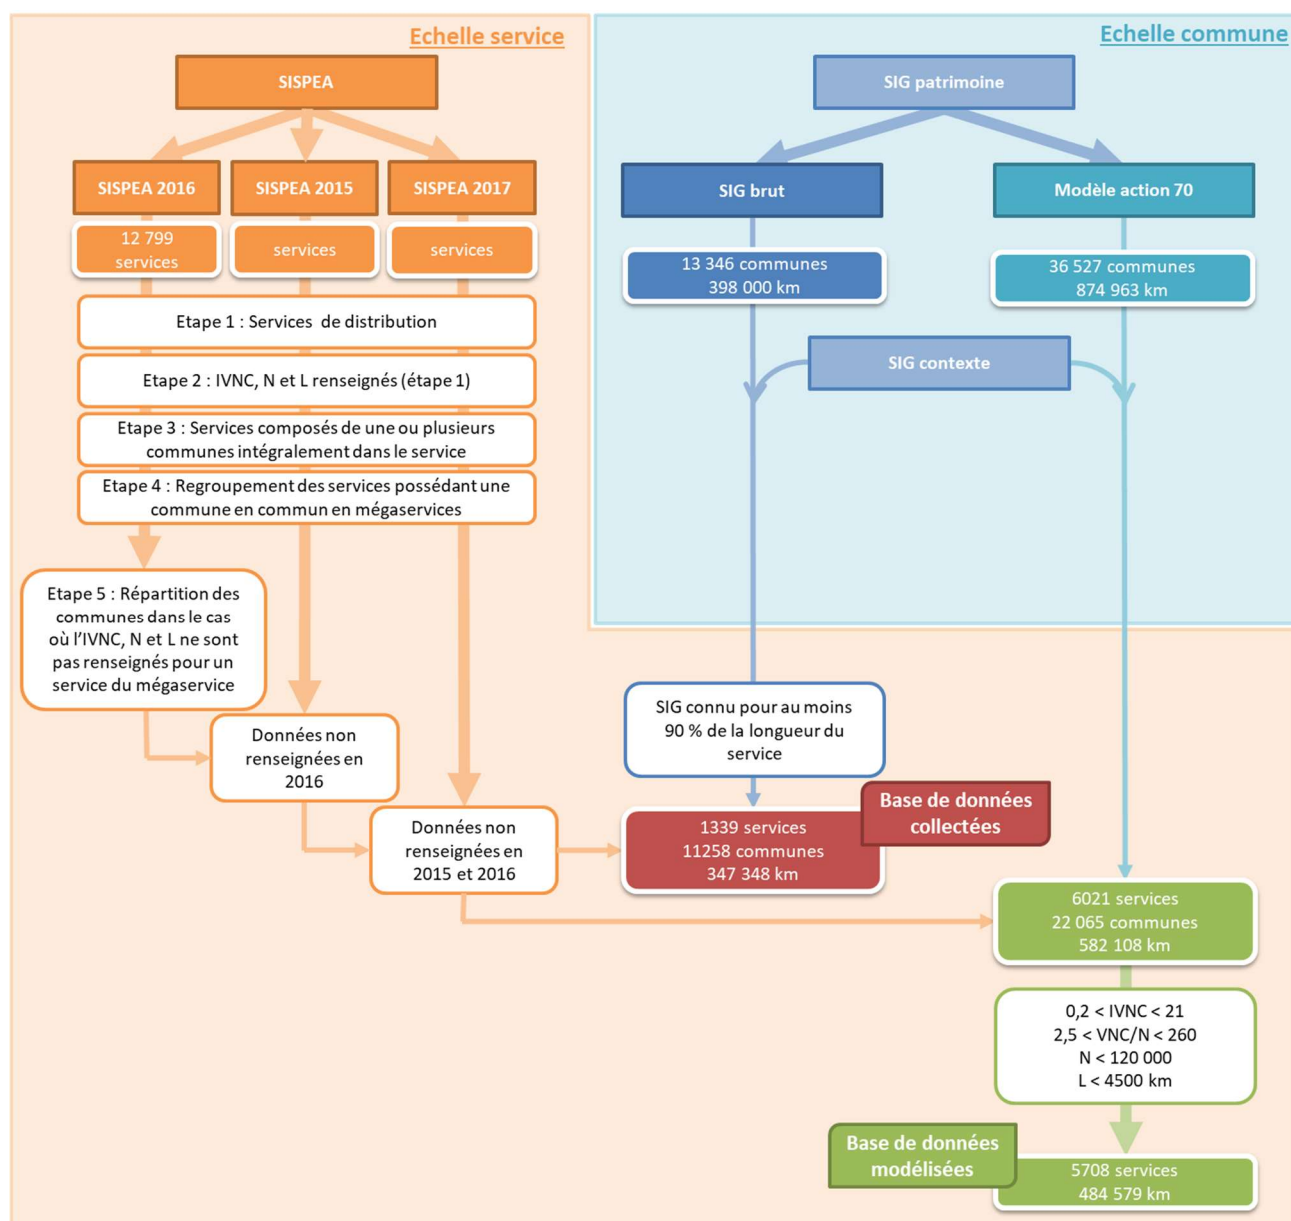 Echelle service
Echelle commune
SISPEA
SISPEA 2016
SISPEA 2015
SISPEA 2017
12 799
services
services
services
Etape 1 : Services de distribution
Etape 2 : IVNC, N et L renseignés (étape 1)
Etape 3 : Services composés de une ou plusieurs
communes intégralement dans le service
Etape 4 : Regroupement des services possédant une
commune en commun en mégaservices
Etape 5 : Répartition des
communes dans le cas
où l'IVNC, N et L ne sont
pas renseignés pour un
service du mégaservice
Données non
renseignées en
2016
Données non
renseignées en
2015 et 2016
SIG patrimoine
SIG brut
Modèle action 70
13 346 communes
398 000 km
36 527 communes
874 963 km
SIG contexte
SIG connu pour au moins
90 % de la longueur du
service
Base de données
collectées
1339 services
11258 communes
347 348 km
6021 services
22 065 communes
582 108 km
0,2 < IVNC < 21
2,5 < VNC/N < 260
N < 120 000
L < 4500 km
Base de données
modélisées
5708 services
484 579 km